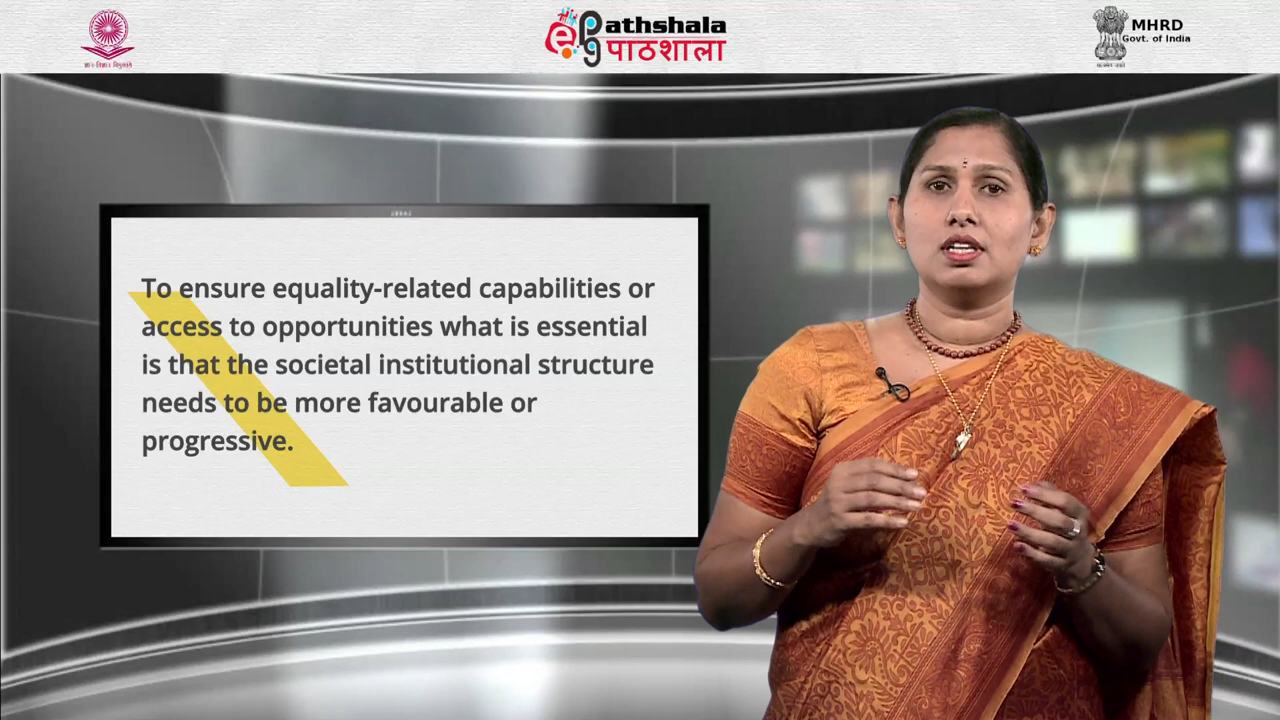 ePathshala
पाठशाला
MHRD
Govt. of India
To ensure equality-related capabilities or
access to opportunities what is essential
is that the societal institutional structure
needs to be more favourable or
progressive.